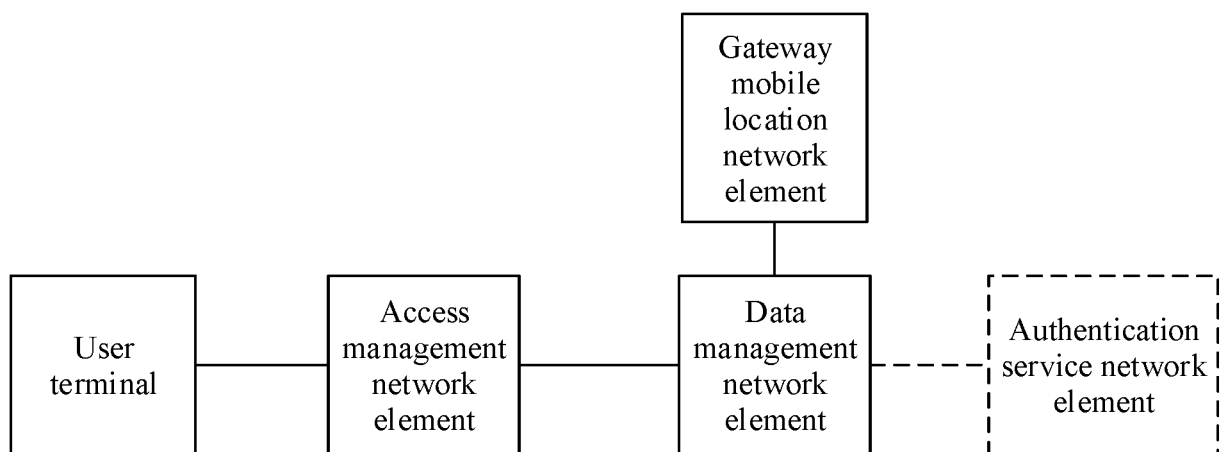 Gateway
mobile
location
network
element
User
terminal
Access
management
network
element
Data
management
network
element
Authentication
service network
element